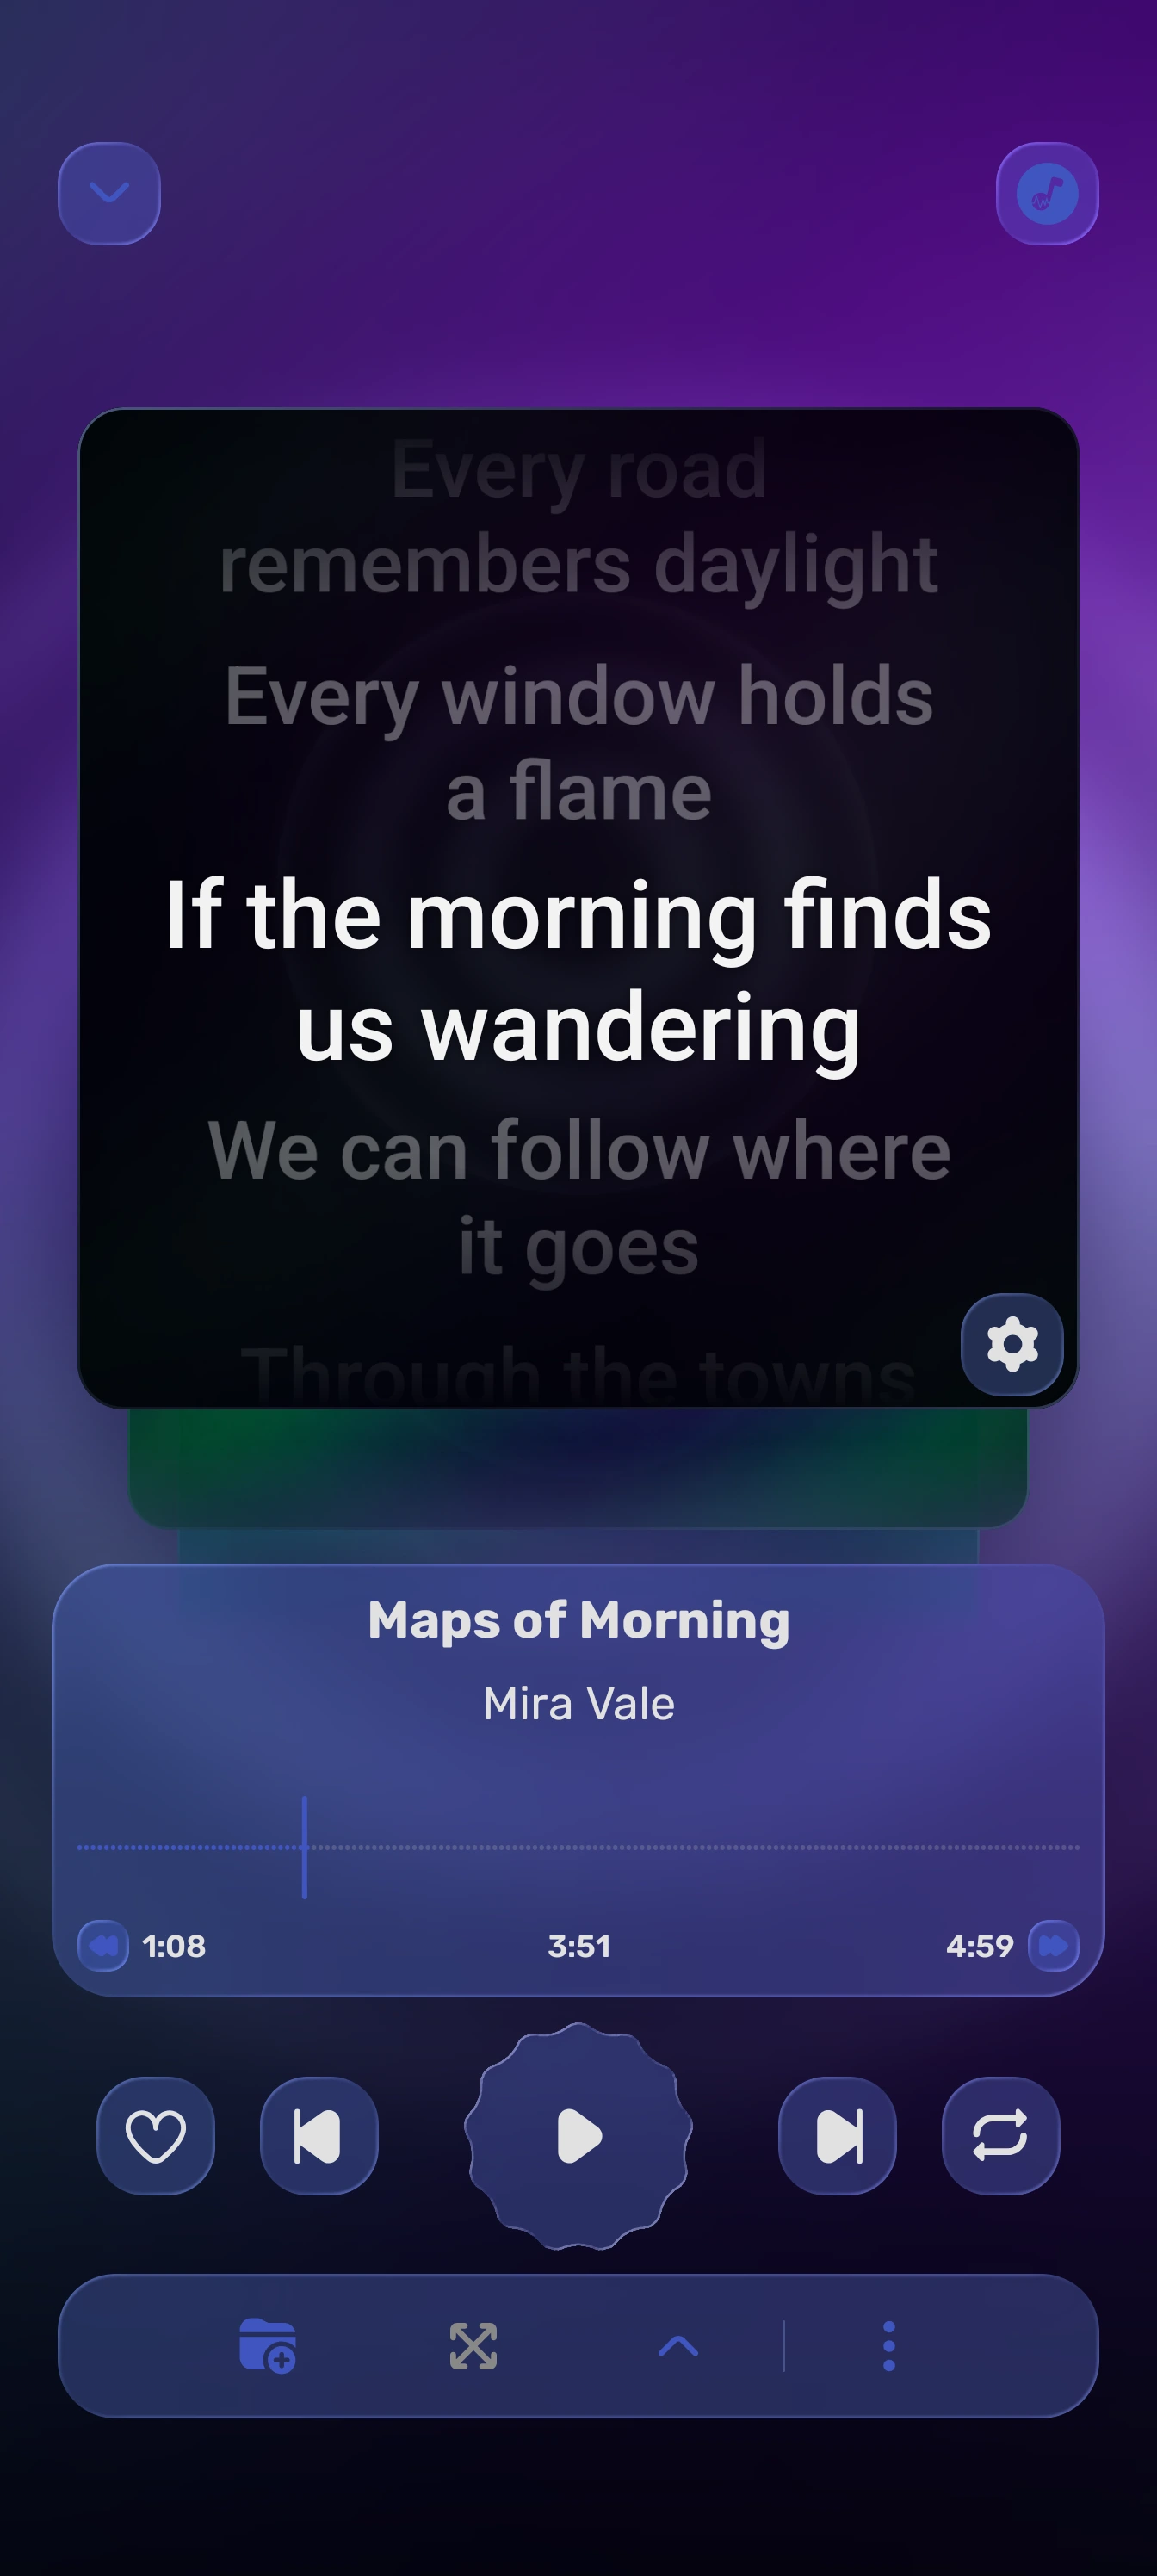 Every road
remembers daylight
Every window holds
a flame
If the morning finds
us wandering
We can follow where
it goes
Through the towns
Maps of Morning
Mira Vale
1:08
3:51
4:59